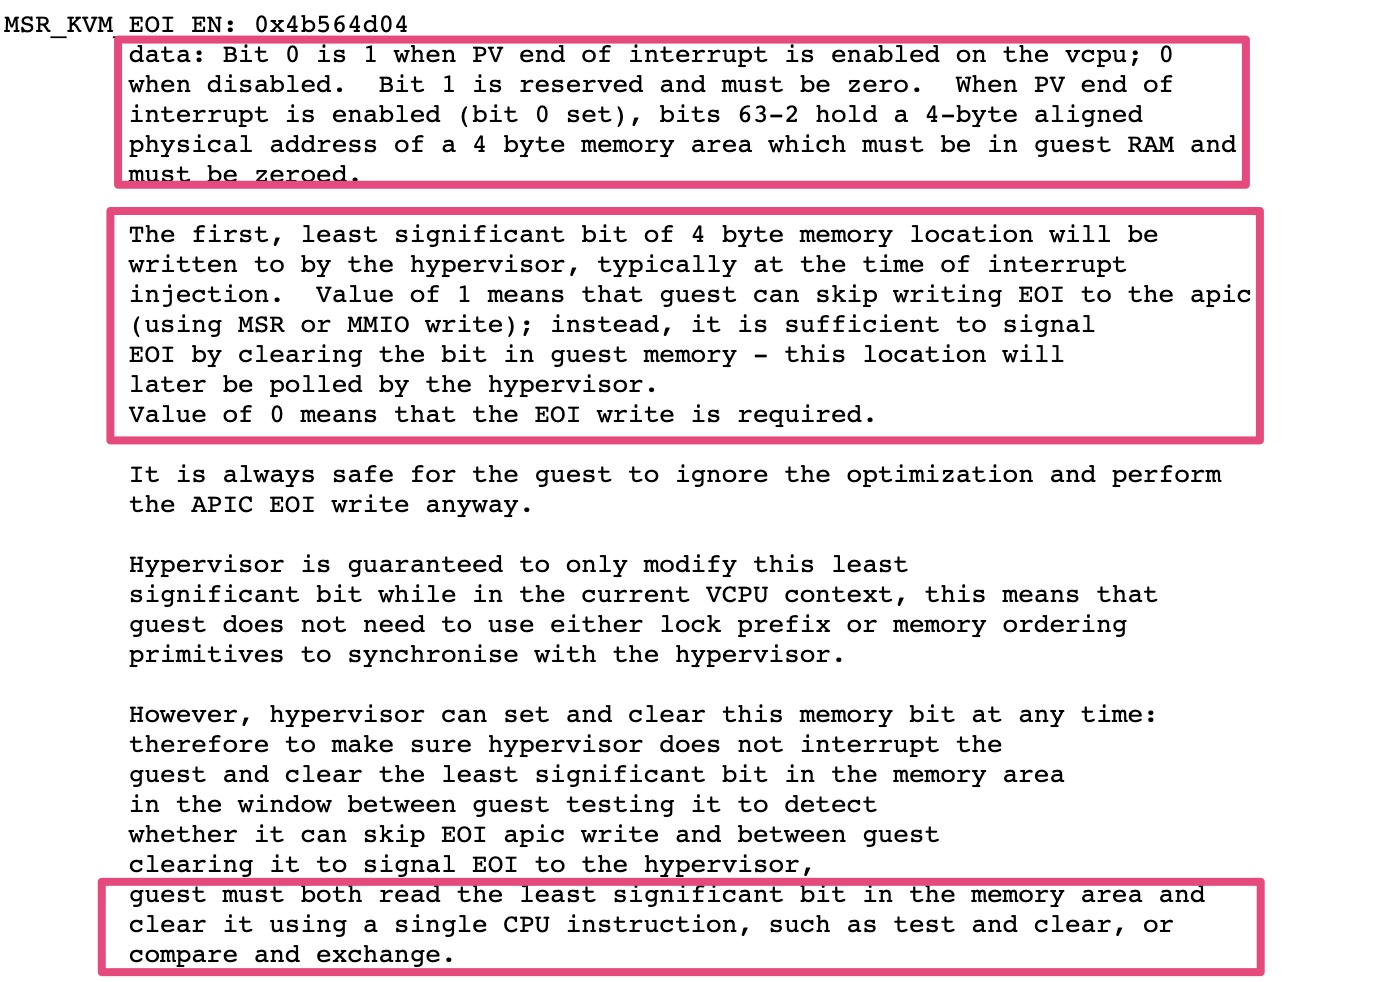 MSR_KVM_EOI_EN: 0x4b564d04
data: Bit 0 is 1 when PV end of interrupt is enabled on the vcpu; 0
when disabled.  Bit 1 is reserved and must be zero.  When PV end of
interrupt is enabled (bit 0 set), bits 63-2 hold a 4-byte aligned
physical address of a 4 byte memory area which must be in guest RAM and
must be zeroed.
The first, least significant bit of 4 byte memory location will be
written to by the hypervisor, typically at the time of interrupt
injection.  Value of 1 means that guest can skip writing EOI to the apic
(using MSR or MMIO write); instead, it is sufficient to signal
EOI by clearing the bit in guest memory - this location will
later be polled by the hypervisor.
Value of 0 means that the EOI write is required.
It is always safe for the guest to ignore the optimization and perform
the APIC EOI write anyway.
Hypervisor is guaranteed to only modify this least
significant bit while in the current VCPU context, this means that
guest does not need to use either lock prefix or memory ordering
primitives to synchronise with the hypervisor.
However, hypervisor can set and clear this memory bit at any time:
therefore to make sure hypervisor does not interrupt the
guest and clear the least significant bit in the memory area
in the window between guest testing it to detect
whether it can skip EOI apic write and between guest
clearing it to signal EOI to the hypervisor,
guest must both read the least significant bit in the memory area and
clear it using a single CPU instruction, such as test and clear, or
compare and exchange.